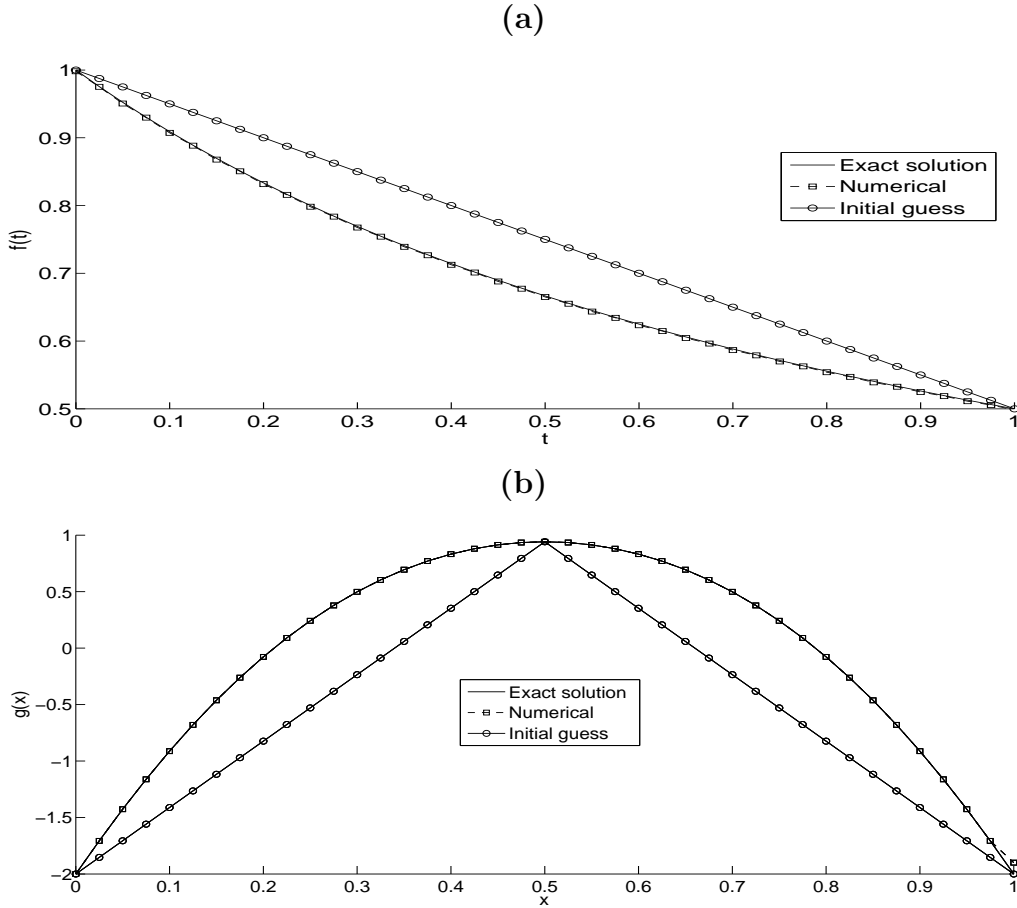 (a)
1
0.9
0.8
0.7
0.6
0.5
f(t)
Exact solution
Numerical
Initial guess
0 0.1 0.2 0.3 0.4 0.5 0.6 0.7 0.8 0.9 1
t
(b)
1
0.5
0
−0.5
−1
−1.5
−2
g(x)
Exact solution
Numerical
Initial guess
0 0.1 0.2 0.3 0.4 0.5 0.6 0.7 0.8 0.9 1
x